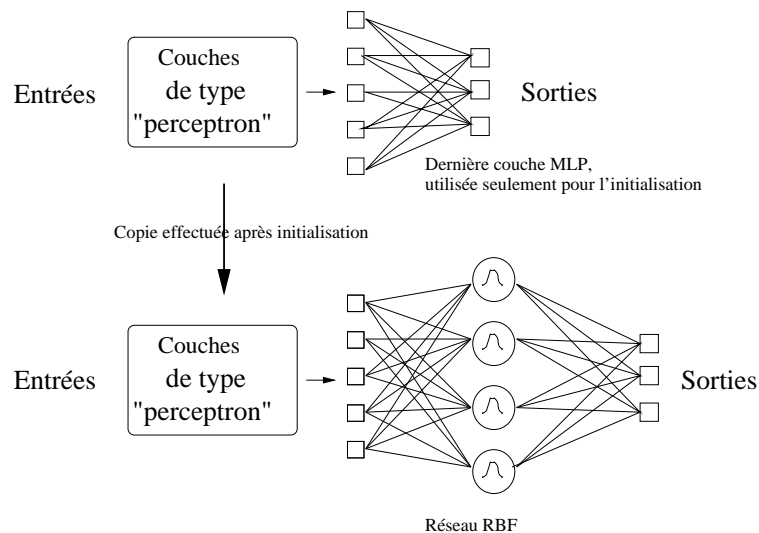 Entrées
Couches
de type
"perceptron"
Sorties
Dernière couche MLP,
utilisée seulement pour l'initialisation
Copie effectuée après initialisation
Entrées
Couches
de type
"perceptron"
Sorties
Réseau RBF